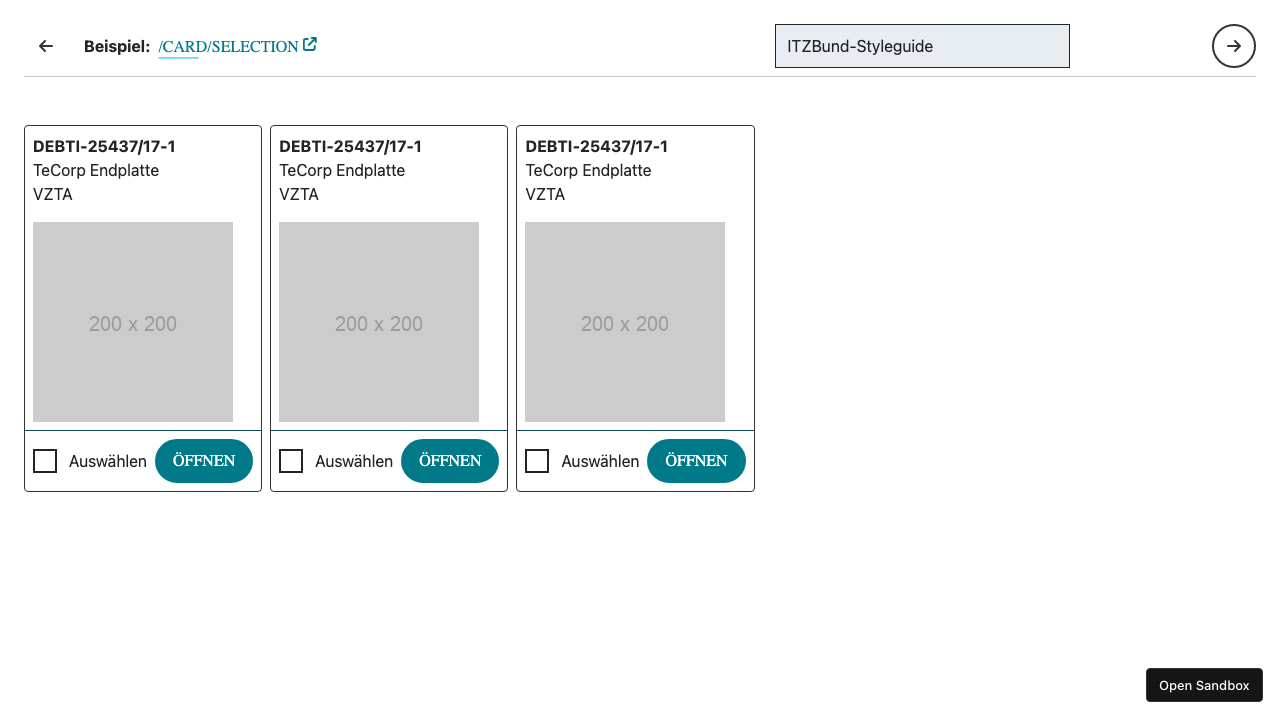 Beispiel: /CARD/SELECTION
ITZBund-Styleguide
DEBTI-25437/17-1
TeCorp Endplatte
VZTA
200 x 200
Auswählen
ÖFFNEN
DEBTI-25437/17-1
TeCorp Endplatte
VZTA
200 x 200
Auswählen
ÖFFNEN
DEBTI-25437/17-1
TeCorp Endplatte
VZTA
200 x 200
Auswählen
ÖFFNEN
Open Sandbox